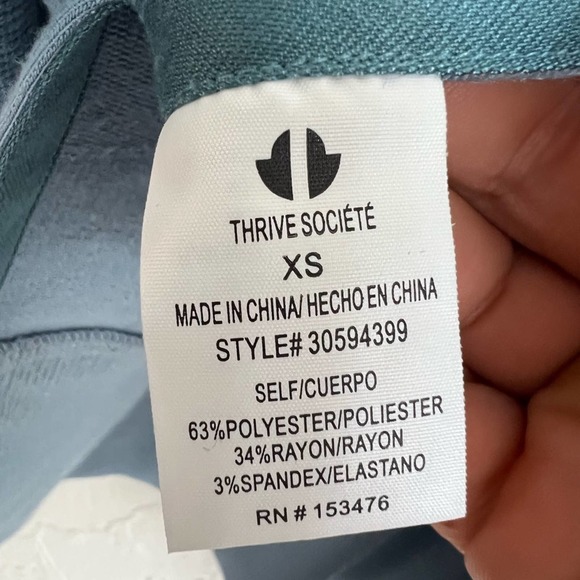 THRIVE SOCIÉTÉ
XS
MADE IN CHINA/ HECHO EN CHINA
STYLE# 30594399
SELF/CUERPO
63%POLYESTER/POLIESTER
34%RAYON/RAYON
3%SPANDEX/ELASTANO
RN # 153476